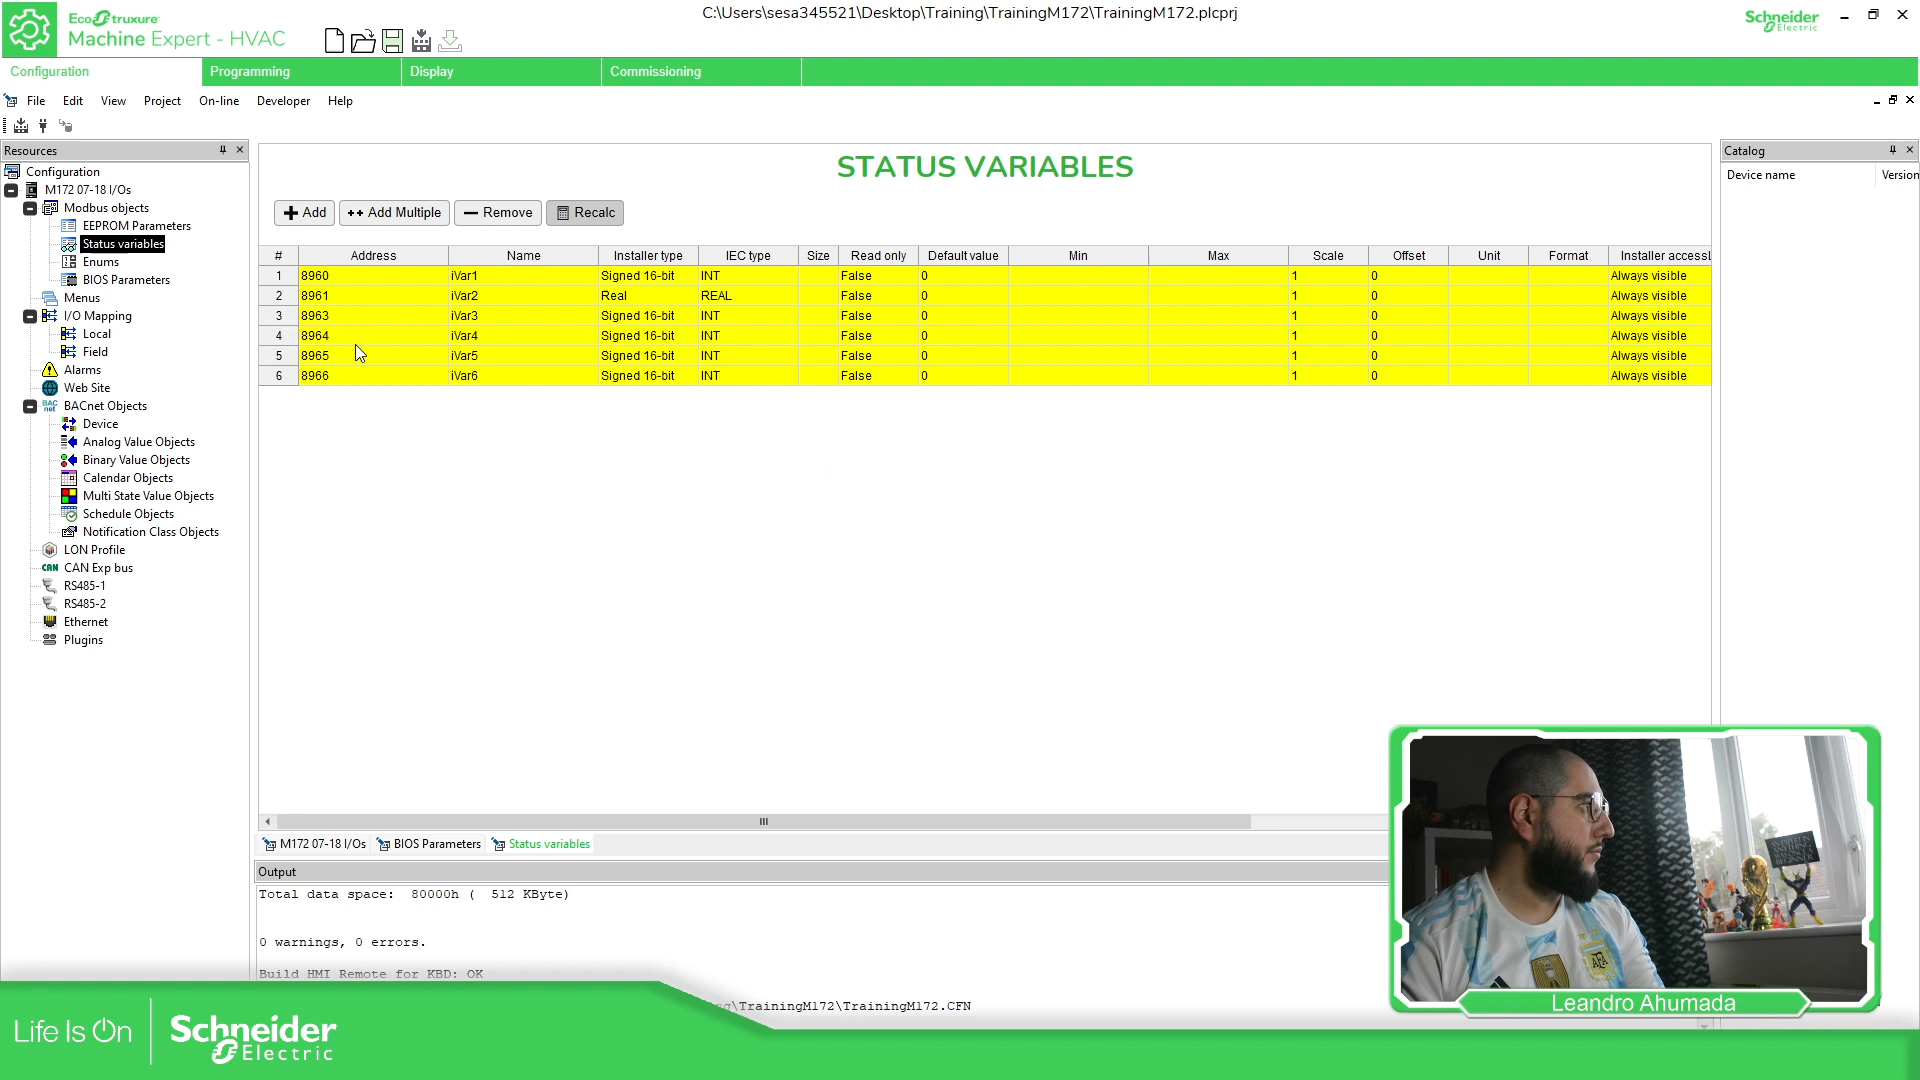 C:\Users\sesa345521\Desktop\Training\TrainingM172\TrainingM172.plcprj
EcoStruxure
Machine Expert - HVAC
Schneider
Electric
Configuration Programming Display Commissioning
File Edit View Project On-line Developer Help
Resources
Configuration
M172 07-18 I/Os
Modbus objects
EEPROM Parameters
Status variables
Enums
BIOS Parameters
Menus
I/O Mapping
Local
Field
Alarms
Web Site
BACnet Objects
Device
Analog Value Objects
Binary Value Objects
Calendar Objects
Multi State Value Objects
Schedule Objects
Notification Class Objects
LON Profile
CAN Exp bus
RS485-1
RS485-2
Ethernet
Plugins
STATUS VARIABLES
Add Add Multiple Remove Recalc
# Address Name Installer type IEC type Size Read only Default value Min Max Scale Offset Unit Format Installer accessl
1 8960 iVar1 Signed 16-bit INT False 0 1 0 Always visible
2 8961 iVar2 Real REAL False 0 1 0 Always visible
3 8963 iVar3 Signed 16-bit INT False 0 1 0 Always visible
4 8964 iVar4 Signed 16-bit INT False 0 1 0 Always visible
5 8965 iVar5 Signed 16-bit INT False 0 1 0 Always visible
6 8966 iVar6 Signed 16-bit INT False 0 1 0 Always visible
Catalog
Device name Version
M172 07-18 I/Os BIOS Parameters Status variables
Output
Total data space: 80000h ( 512 KByte)
0 warnings, 0 errors.
Build HMI Remote for KBD: OK
\TrainingM172\TrainingM172.CFN
AFA
Leandro Ahumada
Life Is On
Schneider
Electric